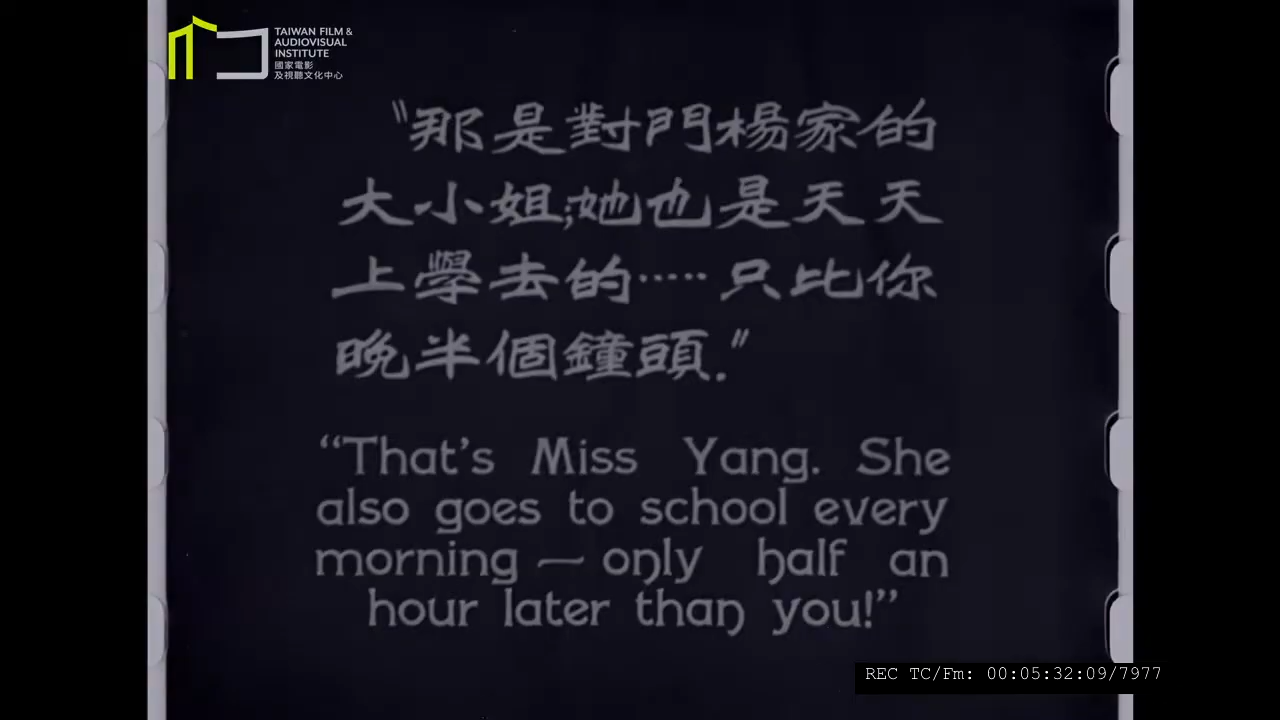 TAIWAN FILM &
AUDIOVISUAL
INSTITUTE
國家電影
及視聽文化中心
"那是對門楊家的
大小姐;她也是天天
上學去的……只比你
晚半個鐘頭."
“That's Miss Yang. She
also goes to school every
morning — only half an
hour later than you!”
REC TC/Fm: 00:05:32:09/7977